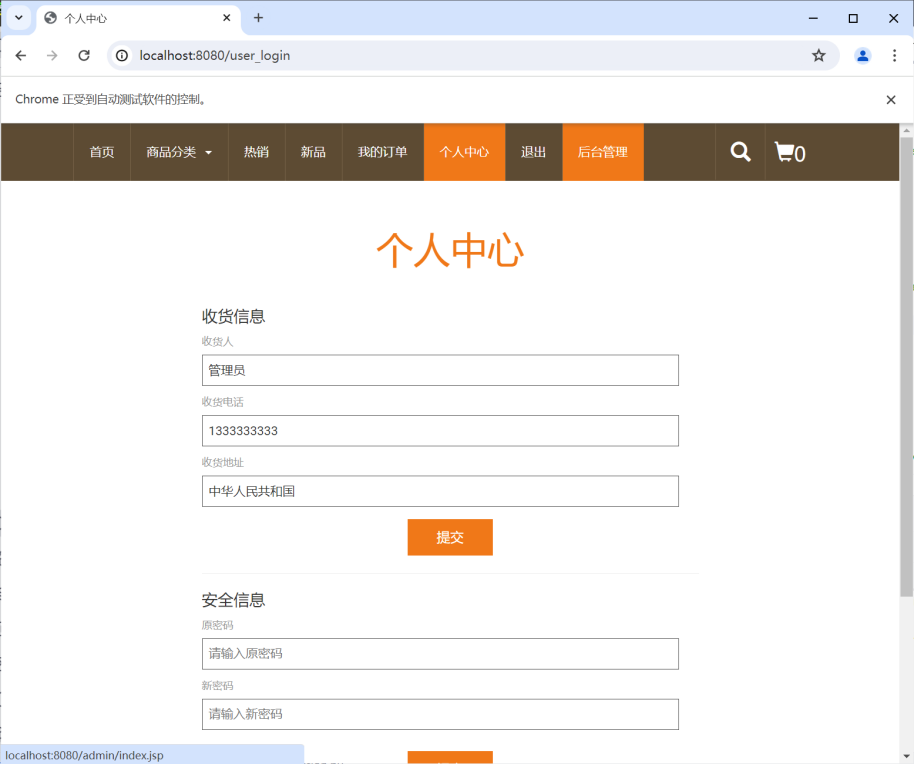 个人中心
localhost:8080/user_login
Chrome 正受到自动测试软件的控制。
首页 商品分类 热销 新品 我的订单 个人中心 退出 后台管理 0
个人中心
收货信息
收货人
管理员
收货电话
1333333333
收货地址
中华人民共和国
提交
安全信息
原密码
请输入原密码
新密码
请输入新密码
localhost:8080/admin/index.jsp